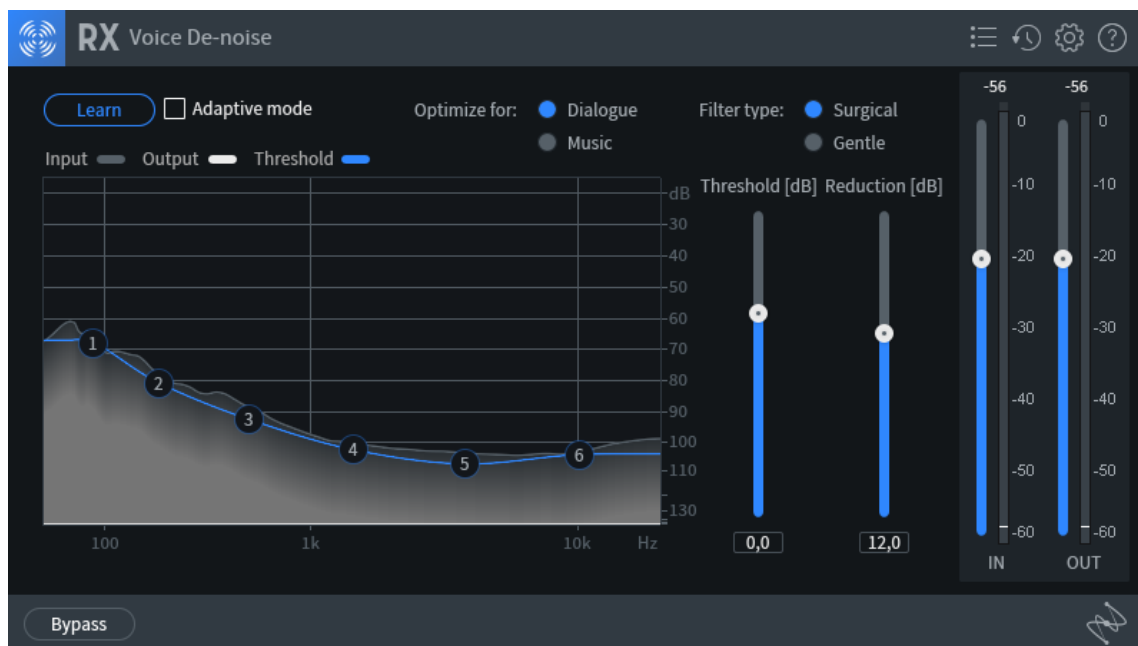 RX Voice De-noise
Learn Adaptive mode Optimize for: Dialogue Filter type: Surgical
Music Gentle
Input Output Threshold
Threshold [dB] Reduction [dB]
dB
-30
-40
-50
-60
-70
-80
-90
-100
-110
-130
1
2
3
4
5
6
100 1k 10k Hz
0,0 12,0
-56 -56
0 0
-10 -10
-20 -20
-30 -30
-40 -40
-50 -50
-60 -60
IN OUT
Bypass